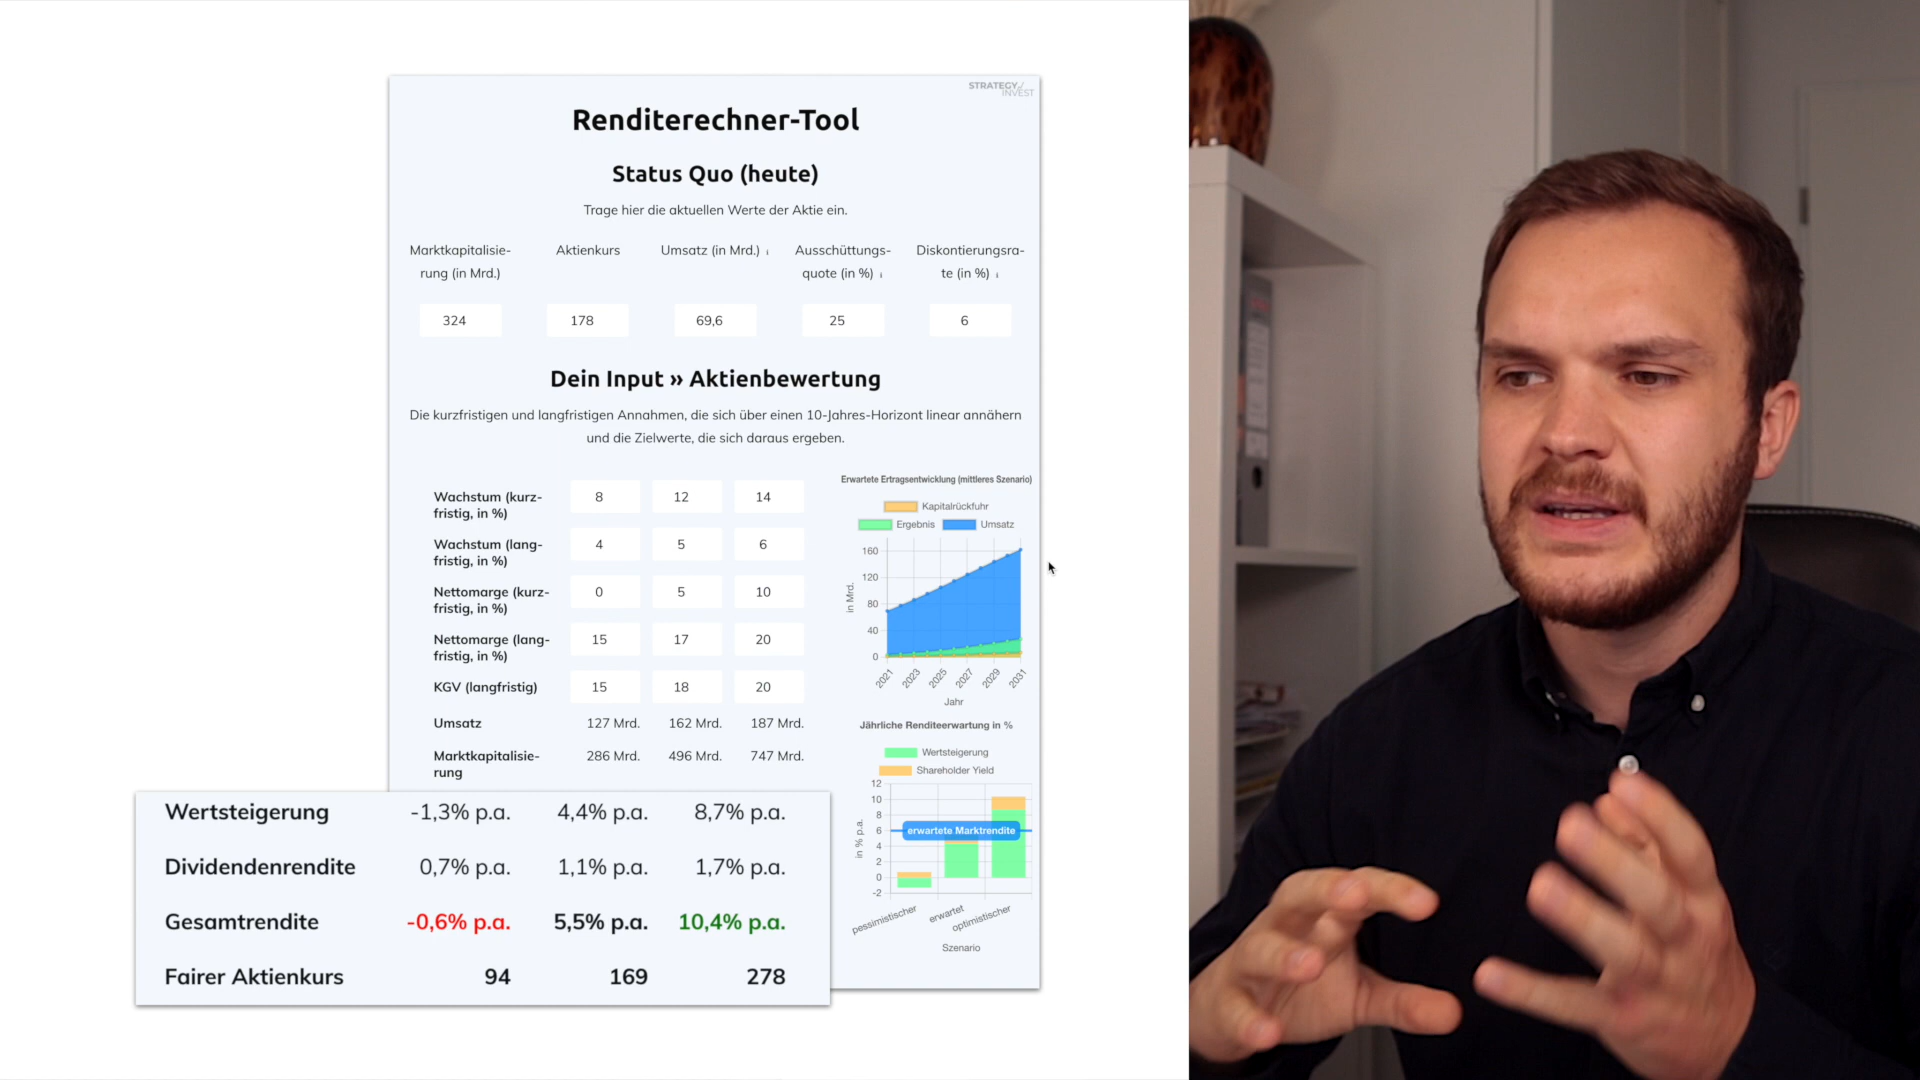 STRATEGY of
INVEST
Renditerechner-Tool
Status Quo (heute)
Trage hier die aktuellen Werte der Aktie ein.
Marktkapitalisie-
rung (in Mrd.)
Aktienkurs
Umsatz (in Mrd.) i
Ausschüttungs-
quote (in %) i
Diskontierungsra-
te (in %) i
324 178 69,6 25 6
Dein Input » Aktienbewertung
Die kurzfristigen und langfristigen Annahmen, die sich über einen 10-Jahres-Horizont linear annähern
und die Zielwerte, die sich daraus ergeben.
Wachstum (kurz-
fristig, in %)
8 12 14
Wachstum (lang-
fristig, in %)
4 5 6
Nettomarge (kurz-
fristig, in %)
0 5 10
Nettomarge (lang-
fristig, in %)
15 17 20
KGV (langfristig) 15 18 20
Umsatz 127 Mrd. 162 Mrd. 187 Mrd.
Marktkapitalisie-
rung
286 Mrd. 496 Mrd. 747 Mrd.
Wertsteigerung -1,3% p.a. 4,4% p.a. 8,7% p.a.
Dividendenrendite 0,7% p.a. 1,1% p.a. 1,7% p.a.
Gesamtrendite -0,6% p.a. 5,5% p.a. 10,4% p.a.
Fairer Aktienkurs 94 169 278
Erwartete Ertragsentwicklung (mittleres Szenario)
Kapitalrückfuhr
Ergebnis Umsatz
in Mrd.
160
120
80
40
0
2021 2023 2025 2027 2029 2031
Jahr
Jährliche Renditeerwartung in %
Wertsteigerung
Shareholder Yield
in % p.a.
12
10
8
6
4
2
0
-2
erwartete Marktrendite
pessimistischer erwartet optimistischer
Szenario